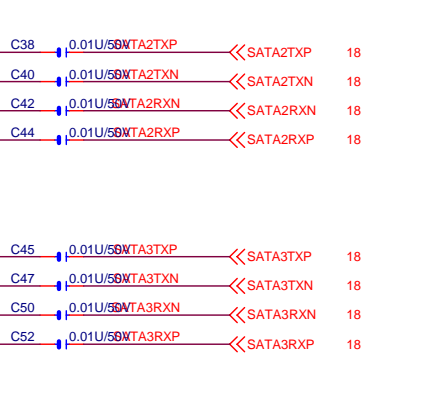 C38 0.01U/50V SATA2TXP SATA2TXP 18
C40 0.01U/50V SATA2TXN SATA2TXN 18
C42 0.01U/50V SATA2RXN SATA2RXN 18
C44 0.01U/50V SATA2RXP SATA2RXP 18
C45 0.01U/50V SATA3TXP SATA3TXP 18
C47 0.01U/50V SATA3TXN SATA3TXN 18
C50 0.01U/50V SATA3RXN SATA3RXN 18
C52 0.01U/50V SATA3RXP SATA3RXP 18